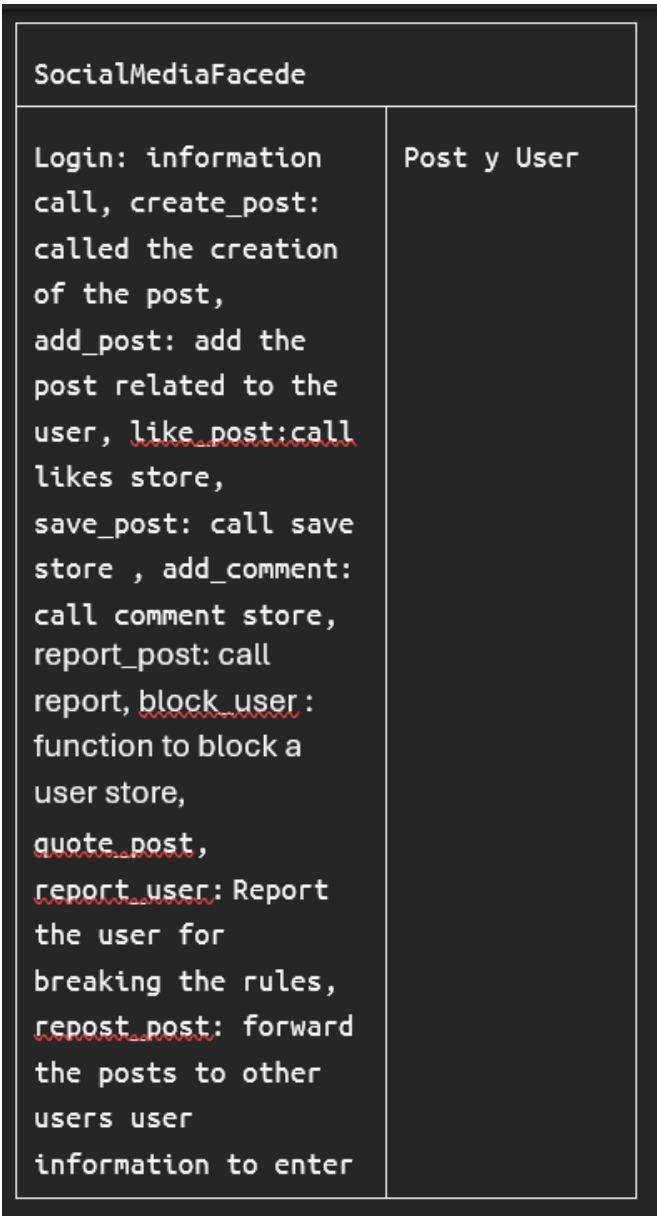 SocialMediaFacede
Login: information
call, create_post:
called the creation
of the post,
add_post: add the
post related to the
user, like_post:call
likes store,
save_post: call save
store , add_comment:
call comment store,
report_post: call
report, block_user :
function to block a
user store,
quote_post,
report_user: Report
the user for
breaking the rules,
repost_post: forward
the posts to other
users user
information to enter
Post y User